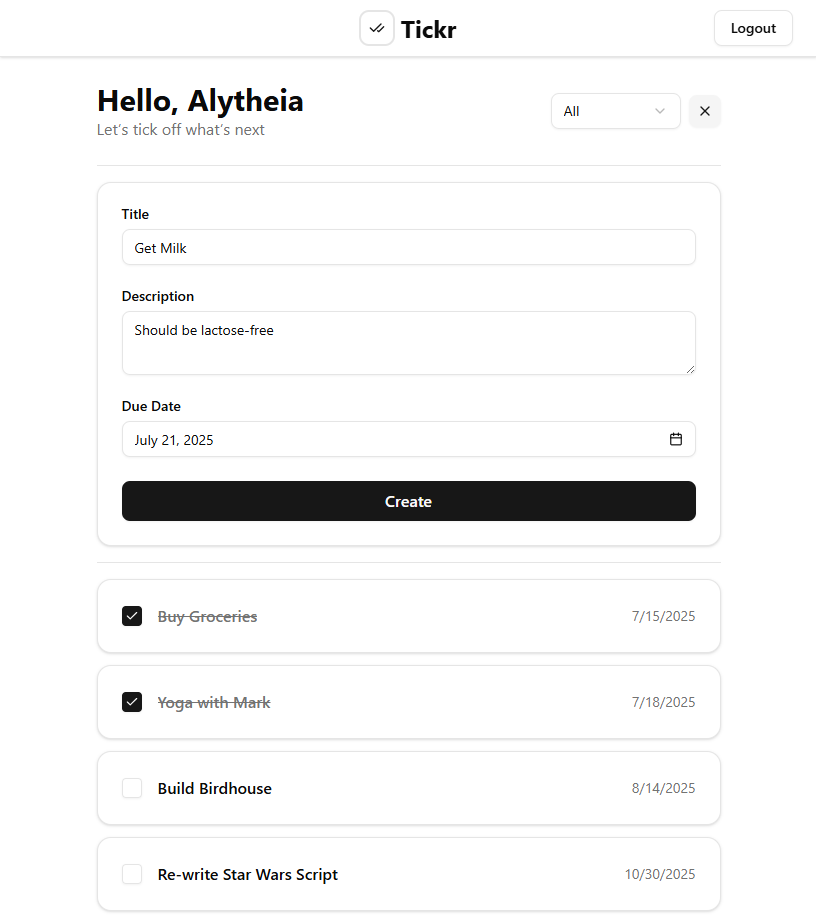 Tickr
Logout
Hello, Alytheia
Let’s tick off what’s next
All
Title
Get Milk
Description
Should be lactose-free
Due Date
July 21, 2025
Create
Buy Groceries 7/15/2025
Yoga with Mark 7/18/2025
Build Birdhouse 8/14/2025
Re-write Star Wars Script 10/30/2025